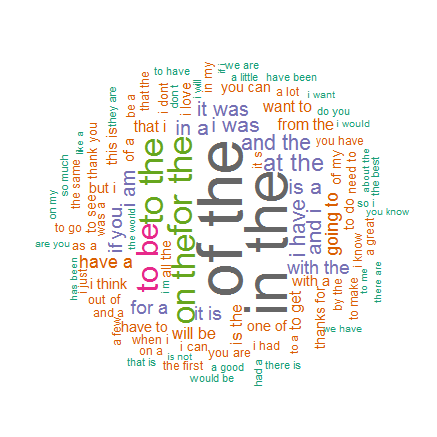 to have
we are
if i
a little
have been
in my
i will
don t
i dont
i love
you can
a lot
i want
they are
be a
that the
it was
want to
do you
this is
that i
in a
i was
from the
i would
like a
thank you
of a
and the
you have
so much
the same
to the
for the
of the
at the
it s
of my
need to
about the
the best
on my
to see
but i
i am
is a
to do
so i
to go
was a
if you
the world
to be
in the
i have
and i
going to
a great
you know
are you
as a
on the
all the
i m
with the
i know
to me
there are
has been
i just
have a
i think
with a
by the
to make
out of
and a
for a
it is
to get
thanks for
a few
have to
will be
is the
one of
to a
we have
when i
on a
i can
you are
i had
that is
is not
the first
a good
had a
there is
would be